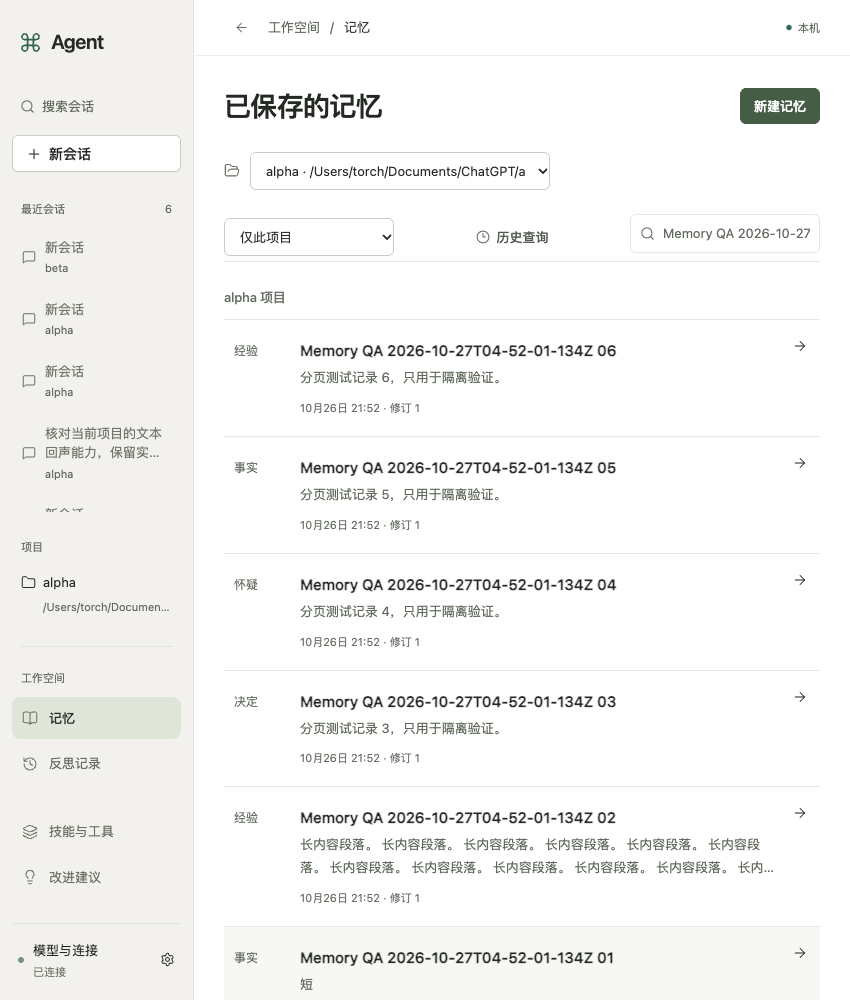 Agent
搜索会话
新会话
最近会话 6
新会话
beta
新会话
alpha
新会话
alpha
核对当前项目的文本
回声能力，保留实...
alpha
项目
alpha
/Users/torch/Documen...
工作空间
记忆
反思记录
技能与工具
改进建议
模型与连接
已连接
工作空间 / 记忆
本机
已保存的记忆
新建记忆
alpha · /Users/torch/Documents/ChatGPT/a
仅此项目
历史查询
Memory QA 2026-10-27
alpha 项目
经验
Memory QA 2026-10-27T04-52-01-134Z 06
分页测试记录 6，只用于隔离验证。
10月26日 21:52 · 修订 1
事实
Memory QA 2026-10-27T04-52-01-134Z 05
分页测试记录 5，只用于隔离验证。
10月26日 21:52 · 修订 1
怀疑
Memory QA 2026-10-27T04-52-01-134Z 04
分页测试记录 4，只用于隔离验证。
10月26日 21:52 · 修订 1
决定
Memory QA 2026-10-27T04-52-01-134Z 03
分页测试记录 3，只用于隔离验证。
10月26日 21:52 · 修订 1
经验
Memory QA 2026-10-27T04-52-01-134Z 02
长内容段落。 长内容段落。 长内容段落。 长内容段落。 长内容段落。 长内容段
落。 长内容段落。 长内容段落。 长内容段落。 长内容段落。 长内容段落。 长内...
10月26日 21:52 · 修订 1
事实
Memory QA 2026-10-27T04-52-01-134Z 01
短